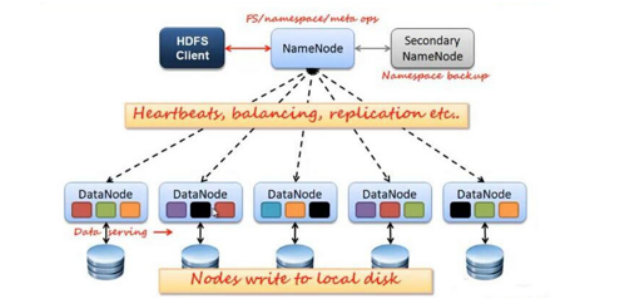 FS/namespace/meta ops
HDFS
Client
NameNode
Secondary
NameNode
Namespace backup
Heartbeats, balancing, replication etc..
DataNode
DataNode
DataNode
DataNode
DataNode
Data serving
Nodes write to local disk